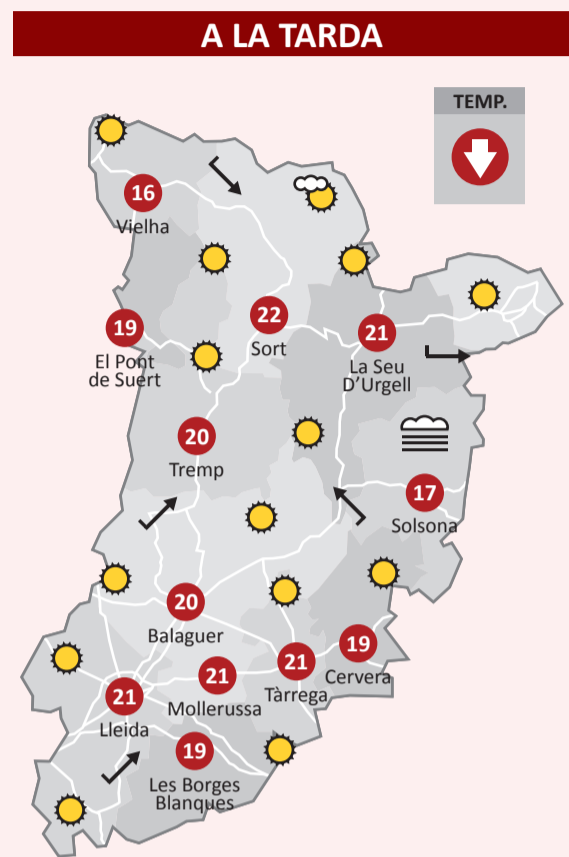 A LA TARDA
TEMP.
16
Vielha
19
El Pont
de Suert
22
Sort
21
La Seu
D'Urgell
20
Tremp
17
Solsona
20
Balaguer
21
Mollerussa
21
Tàrrega
19
Cervera
21
Lleida
19
Les Borges
Blanques